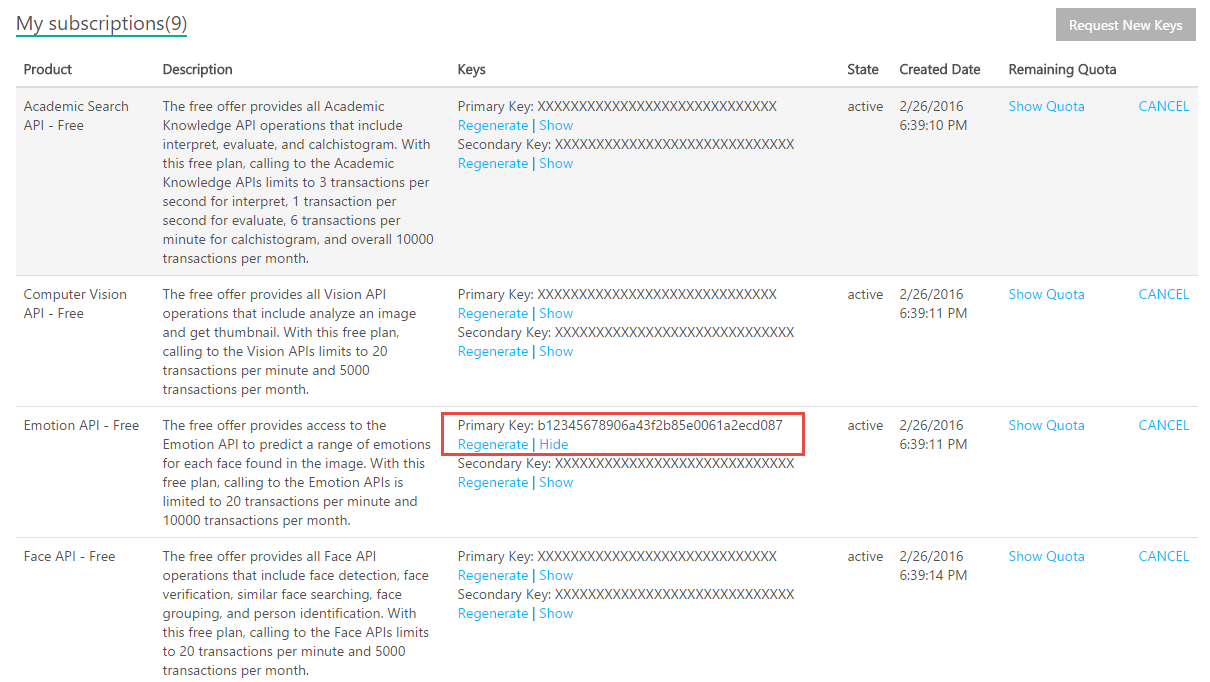 My subscriptions(9)
Request New Keys
Product Description Keys State Created Date Remaining Quota
Academic Search
API - Free
The free offer provides all Academic
Knowledge API operations that include
interpret, evaluate, and calchistogram. With
this free plan, calling to the Academic
Knowledge APIs limits to 3 transactions per
second for interpret, 1 transaction per
second for evaluate, 6 transactions per
minute for calchistogram, and overall 10000
transactions per month.
Primary Key: XXXXXXXXXXXXXXXXXXXXXXXXXXXXX
Regenerate | Show
Secondary Key: XXXXXXXXXXXXXXXXXXXXXXXXXXXXX
Regenerate | Show
active
2/26/2016
6:39:10 PM
Show Quota
CANCEL
Computer Vision
API - Free
The free offer provides all Vision API
operations that include analyze an image
and get thumbnail. With this free plan,
calling to the Vision APIs limits to 20
transactions per minute and 5000
transactions per month.
Primary Key: XXXXXXXXXXXXXXXXXXXXXXXXXXXXX
Regenerate | Show
Secondary Key: XXXXXXXXXXXXXXXXXXXXXXXXXXXXX
Regenerate | Show
active
2/26/2016
6:39:11 PM
Show Quota
CANCEL
Emotion API - Free
The free offer provides access to the
Emotion API to predict a range of emotions
for each face found in the image. With this
free plan, calling to the Emotion APIs is
limited to 20 transactions per minute and
10000 transactions per month.
Primary Key: b12345678906a43f2b85e0061a2ecd087
Regenerate | Hide
Secondary Key: XXXXXXXXXXXXXXXXXXXXXXXXXXXXX
Regenerate | Show
active
2/26/2016
6:39:11 PM
Show Quota
CANCEL
Face API - Free
The free offer provides all Face API
operations that include face detection, face
verification, similar face searching, face
grouping, and person identification. With
this free plan, calling to the Face APIs limits
to 20 transactions per minute and 5000
transactions per month.
Primary Key: XXXXXXXXXXXXXXXXXXXXXXXXXXXXX
Regenerate | Show
Secondary Key: XXXXXXXXXXXXXXXXXXXXXXXXXXXXX
Regenerate | Show
active
2/26/2016
6:39:14 PM
Show Quota
CANCEL